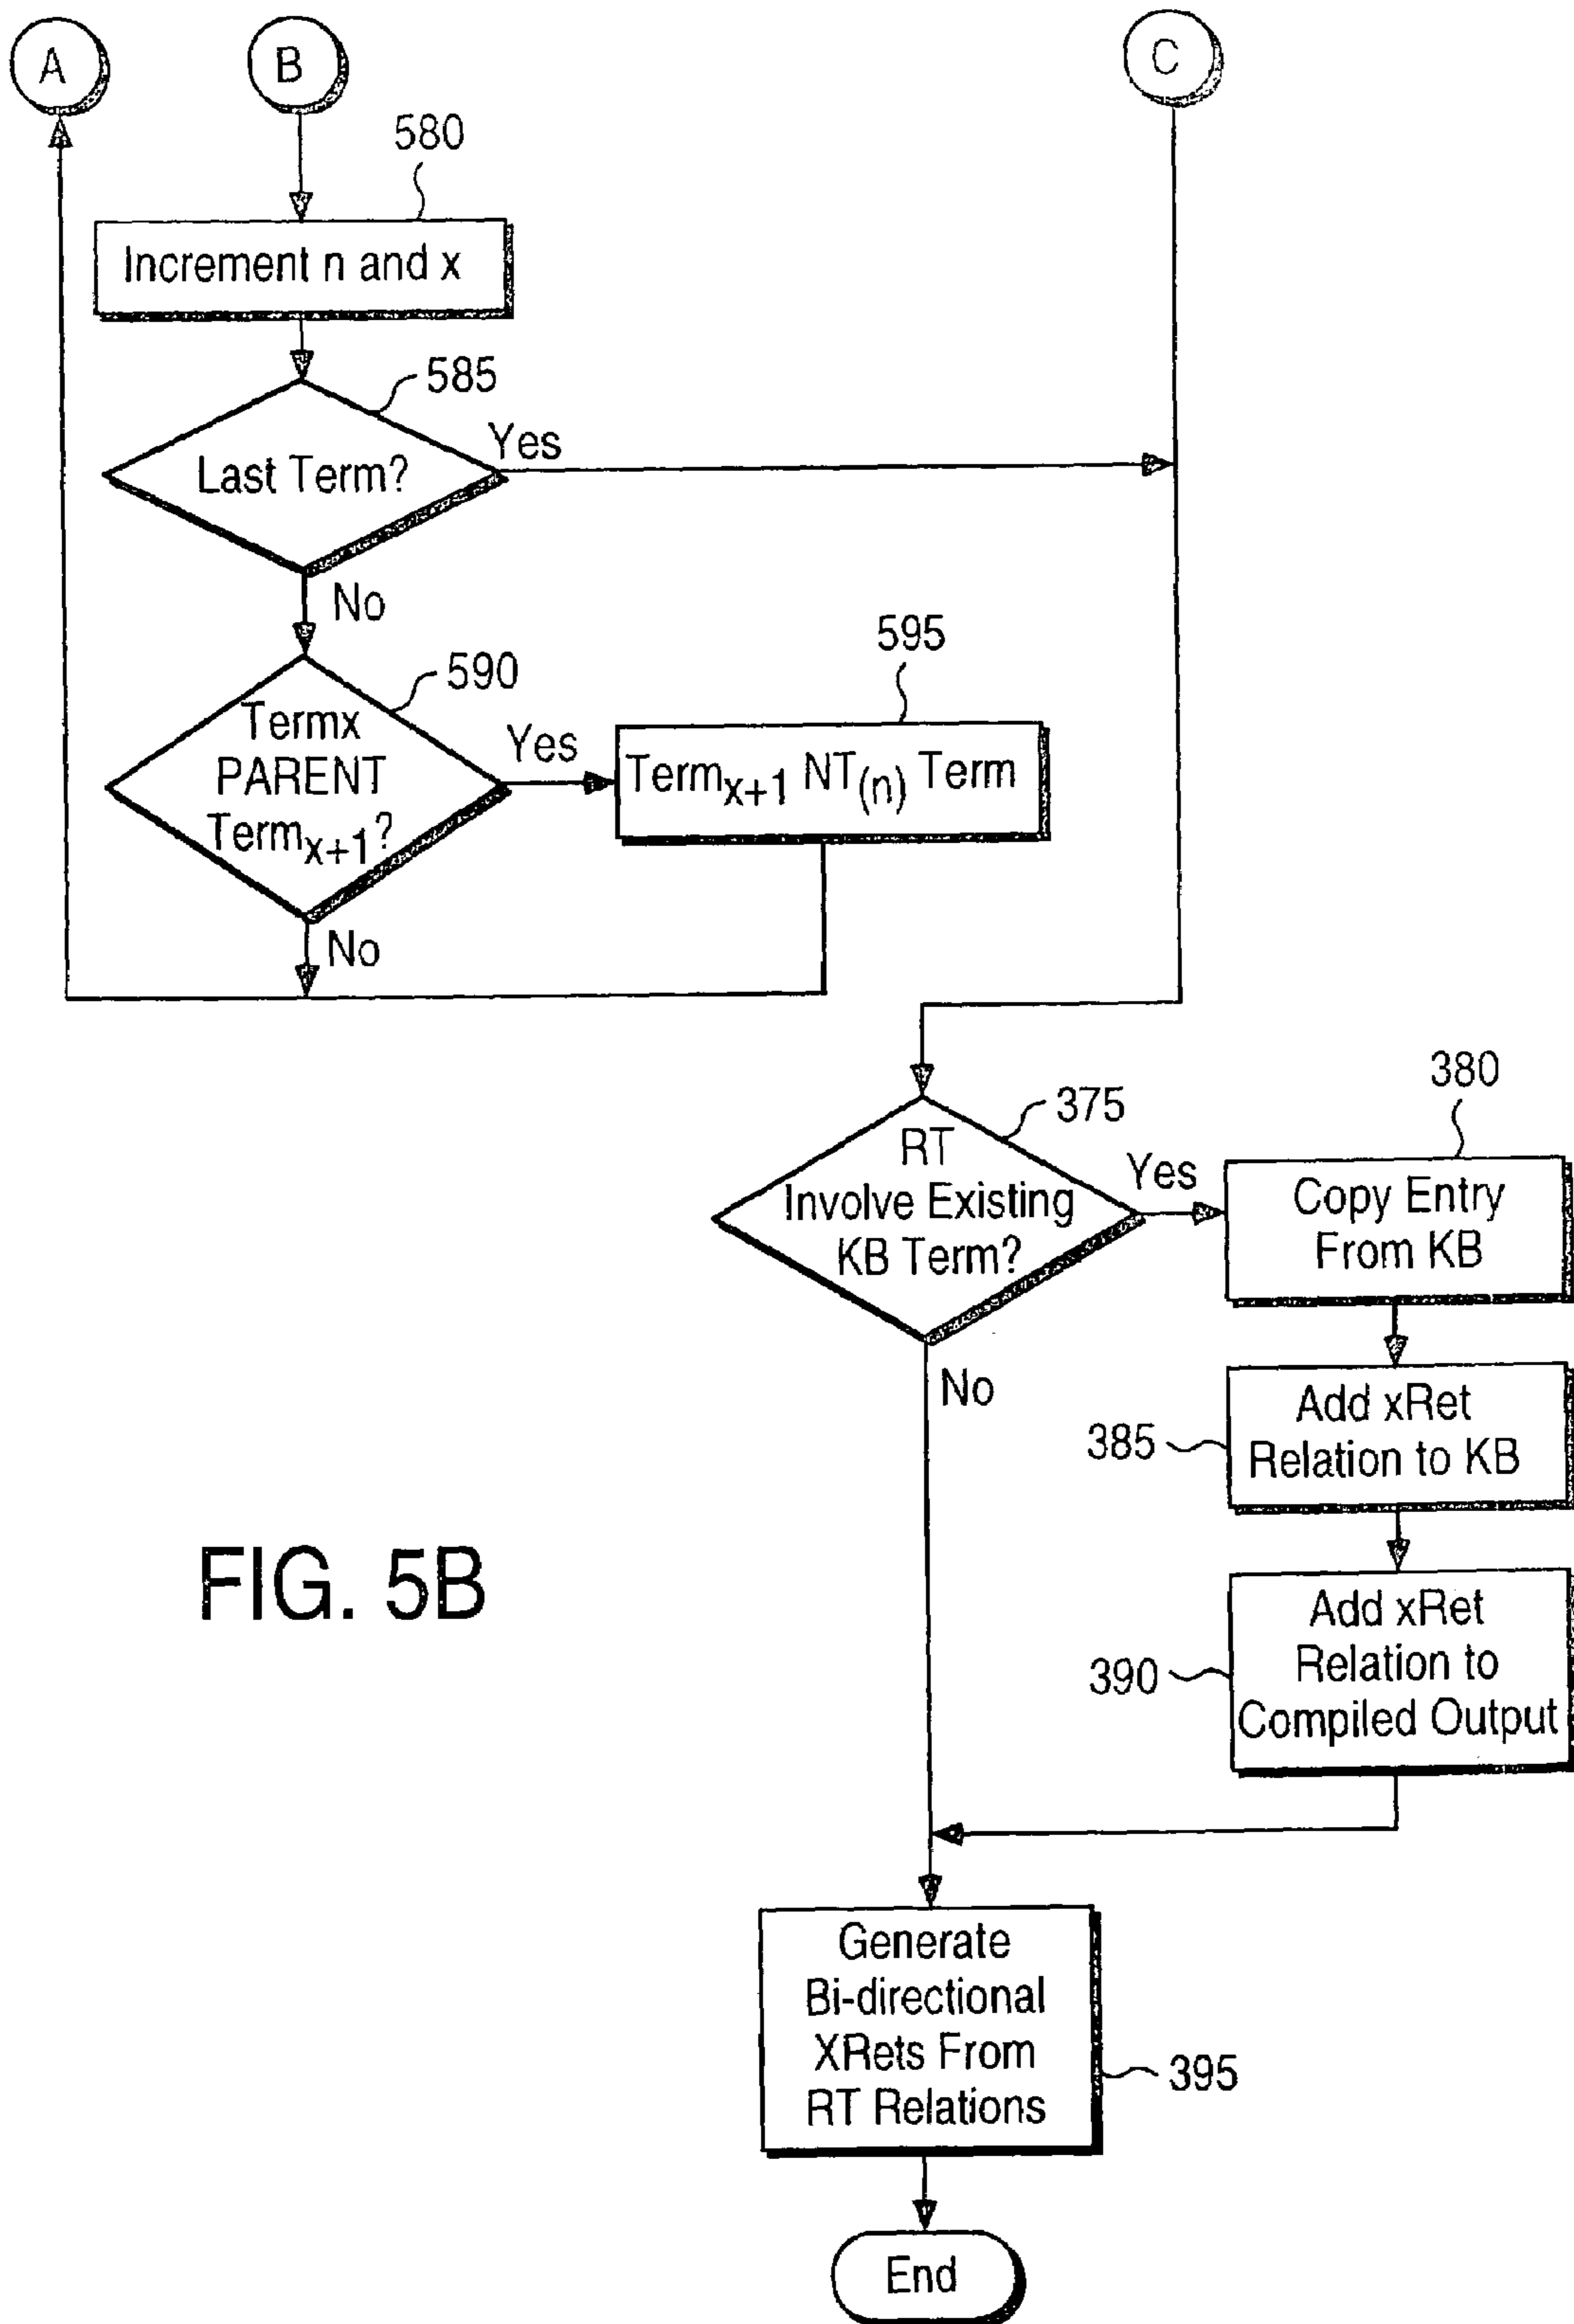 A
B
C
580
Increment n and x
585
Last Term?
Yes
No
590
Termx
PARENT
Termx+1?
Yes
595
Termx+1 NT(n) Term
No
375
RT
Involve Existing
KB Term?
Yes
380
Copy Entry
From KB
No
385
Add xRet
Relation to KB
390
Add xRet
Relation to
Compiled Output
FIG. 5B
Generate
Bi-directional
XRets From
RT Relations
395
End